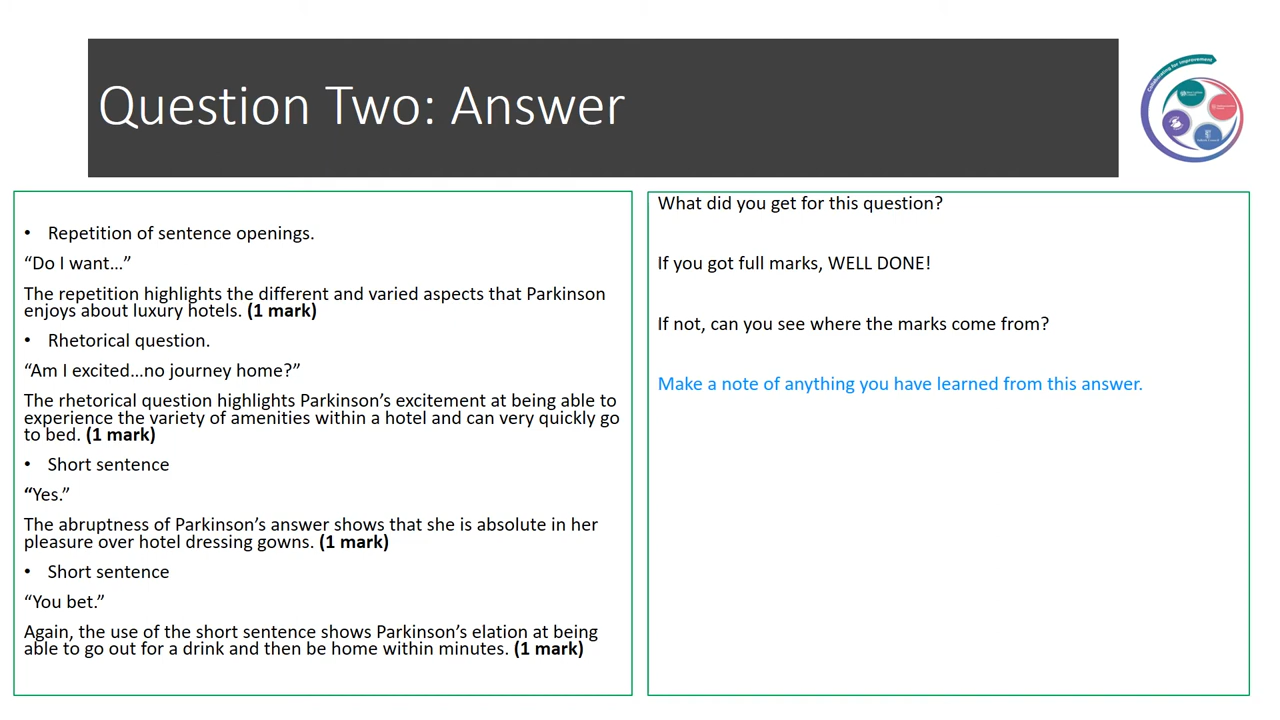 Question Two: Answer
Collaborating for Improvement
• Repetition of sentence openings.
“Do I want…”
The repetition highlights the different and varied aspects that Parkinson
enjoys about luxury hotels. (1 mark)
• Rhetorical question.
“Am I excited…no journey home?”
The rhetorical question highlights Parkinson’s excitement at being able to
experience the variety of amenities within a hotel and can very quickly go
to bed. (1 mark)
• Short sentence
“Yes.”
The abruptness of Parkinson’s answer shows that she is absolute in her
pleasure over hotel dressing gowns. (1 mark)
• Short sentence
“You bet.”
Again, the use of the short sentence shows Parkinson’s elation at being
able to go out for a drink and then be home within minutes. (1 mark)
What did you get for this question?
If you got full marks, WELL DONE!
If not, can you see where the marks come from?
Make a note of anything you have learned from this answer.